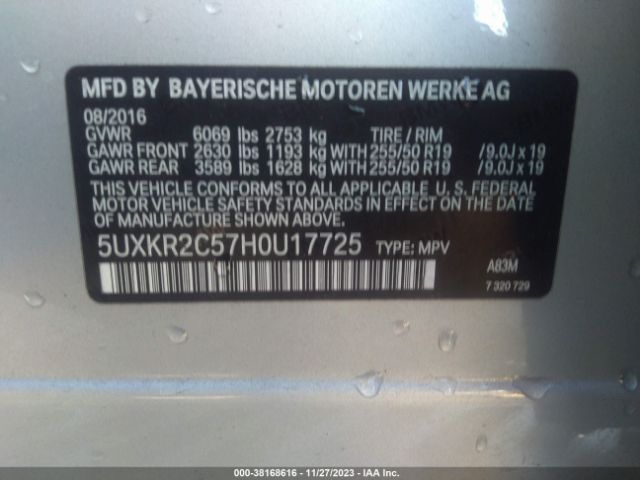 MFD BY BAYERISCHE MOTOREN WERKE AG
08/2016
GVWR 6069 lbs 2753 kg TIRE / RIM
GAWR FRONT 2630 lbs 1193 kg WITH 255/50 R19 / 9.0J x 19
GAWR REAR 3589 lbs 1628 kg WITH 255/50 R19 / 9.0J x 19
THIS VEHICLE CONFORMS TO ALL APPLICABLE U. S. FEDERAL
MOTOR VEHICLE SAFETY STANDARDS IN EFFECT ON THE DATE
OF MANUFACTURE SHOWN ABOVE.
5UXKR2C57H0U17725 TYPE: MPV
A83M
7 320 729
000-38168616 - 11/27/2023 - IAA Inc.